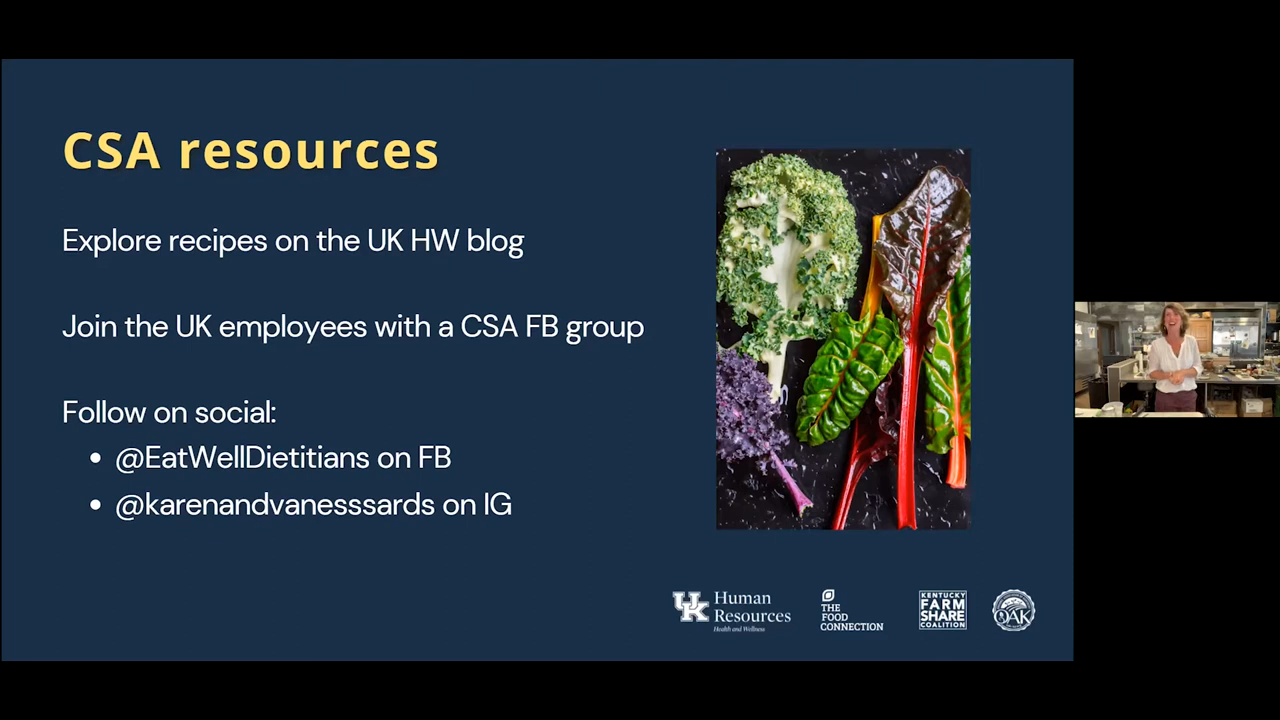 CSA resources
Explore recipes on the UK HW blog
Join the UK employees with a CSA FB group
Follow on social:
• @EatWellDietitians on FB
• @karenandvanesssards on IG
UK Human
Resources
Health and Wellness
THE
FOOD
CONNECTION
KENTUCKY
FARM
SHARE
COALITION
OAK